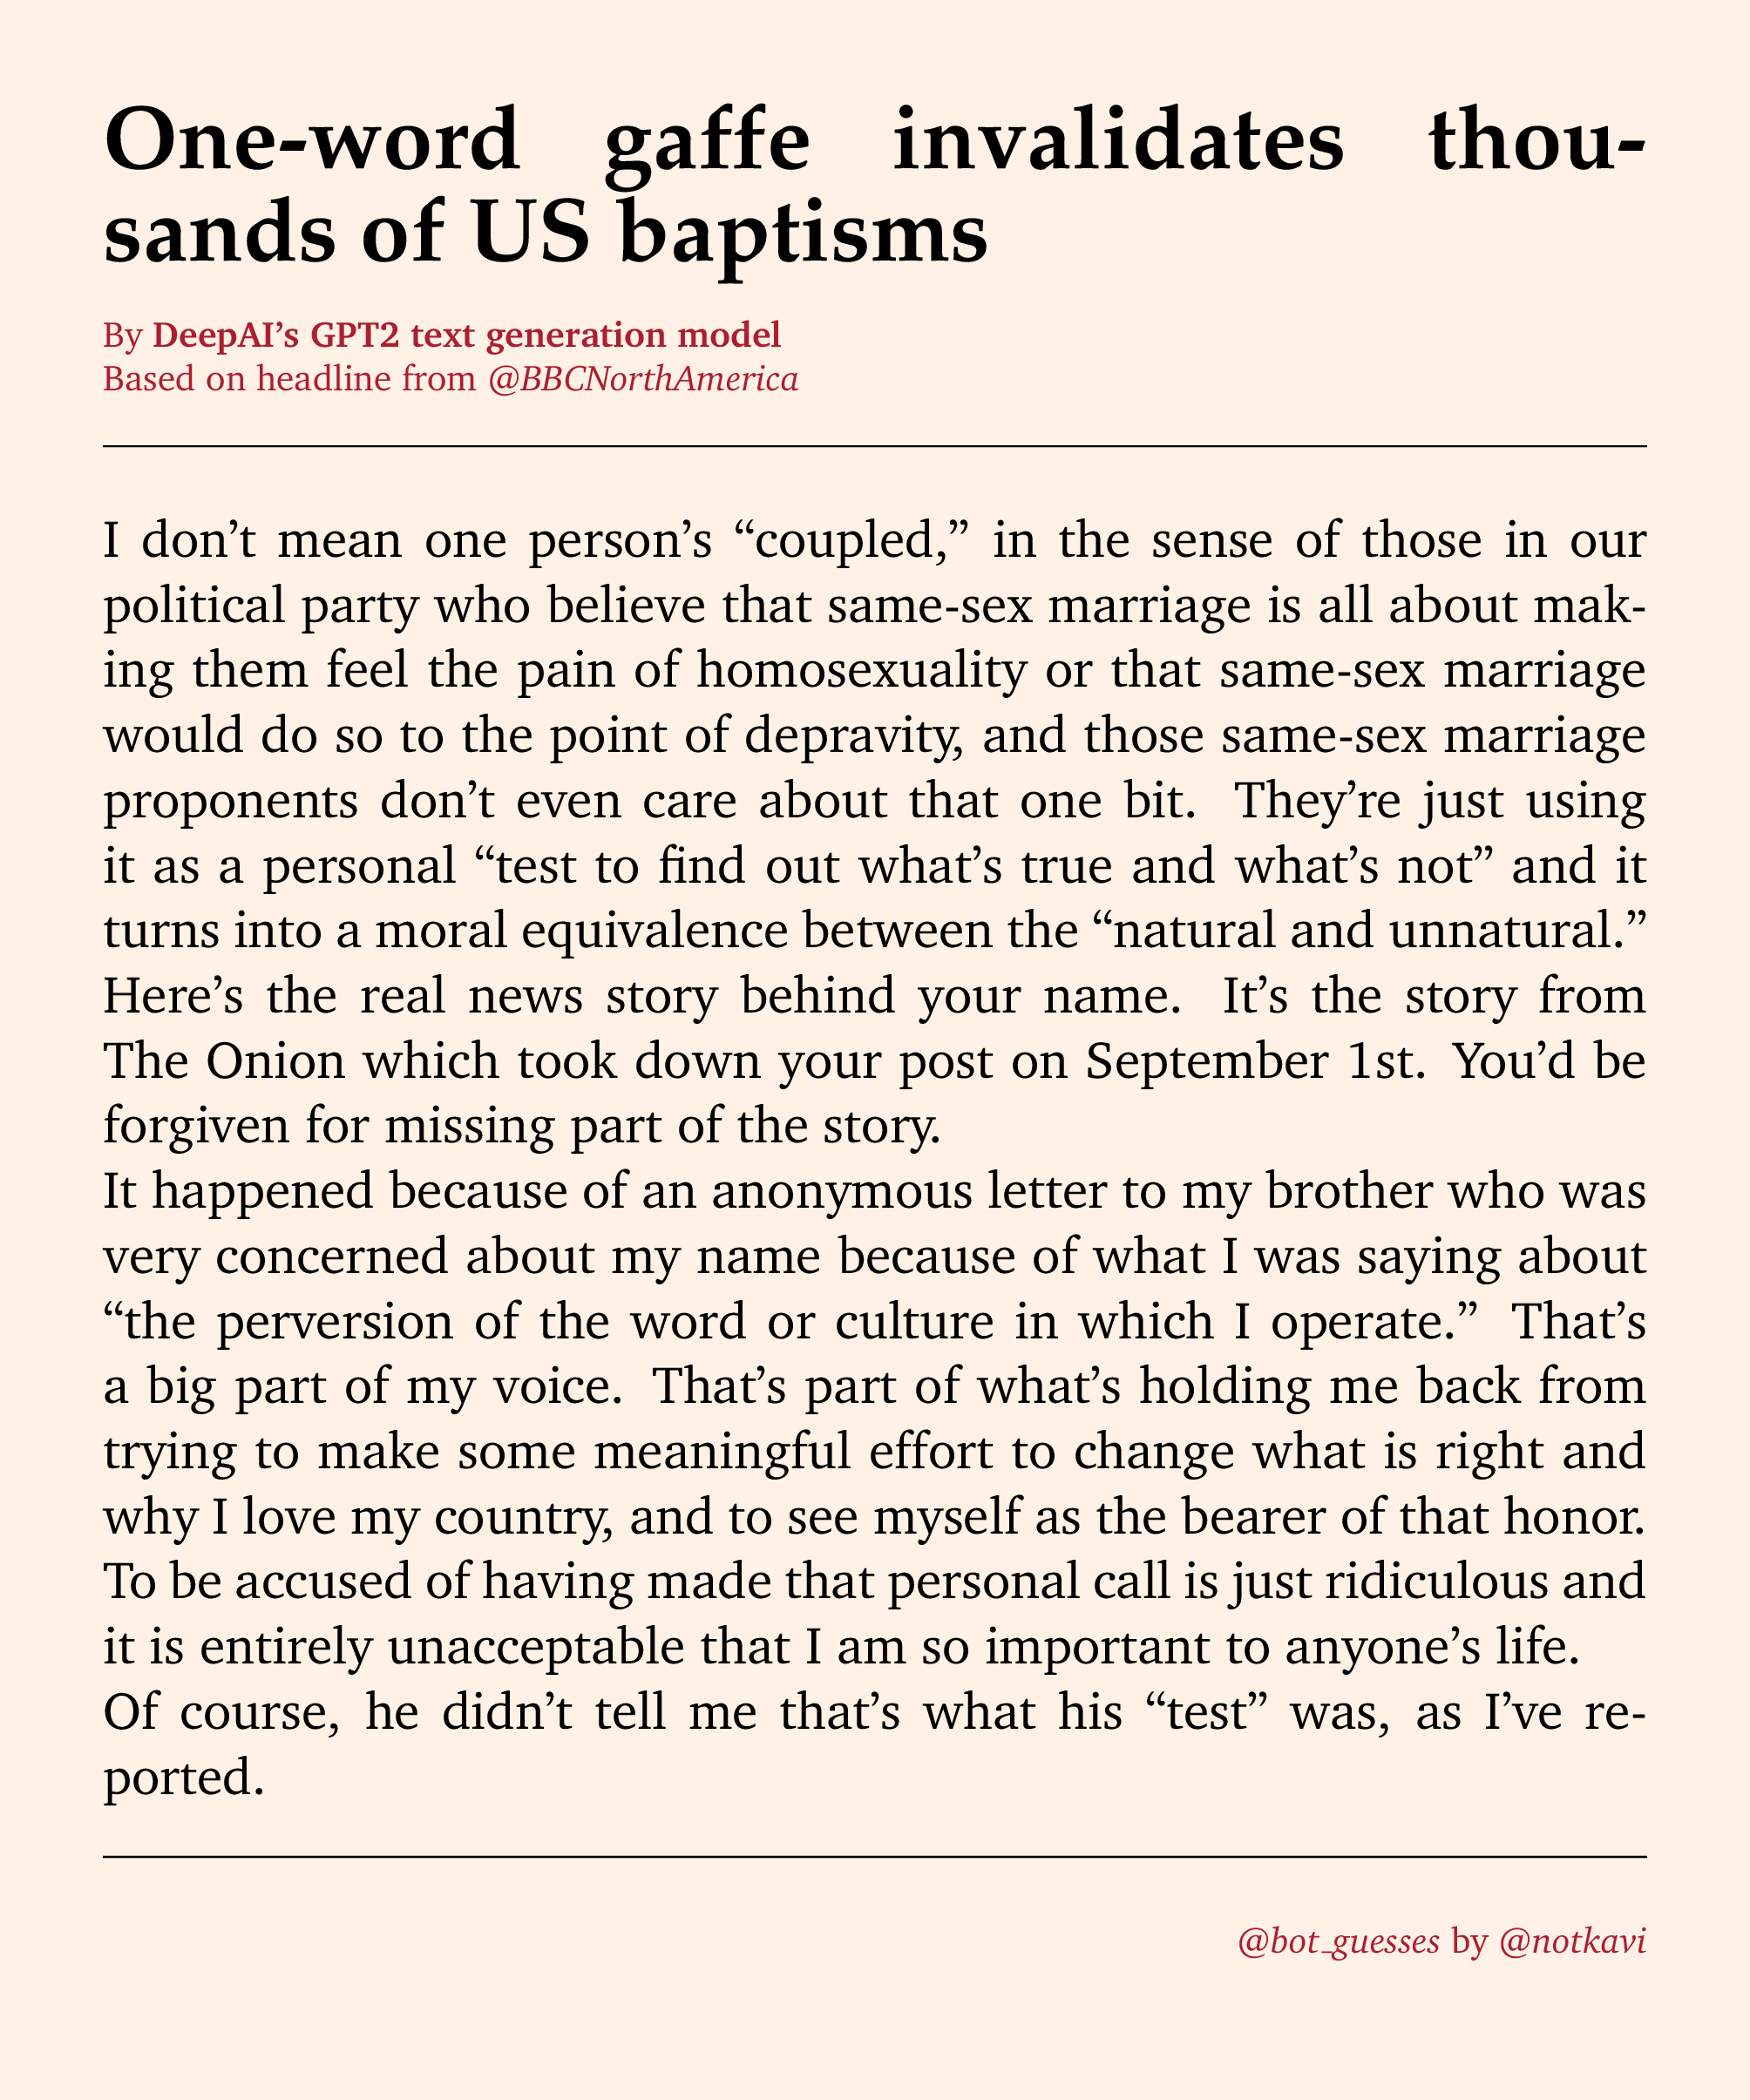 One-word gaffe invalidates thou-
sands of US baptisms
By DeepAI’s GPT2 text generation model
Based on headline from @BBCNorthAmerica
I don’t mean one person’s “coupled,” in the sense of those in our
political party who believe that same-sex marriage is all about mak-
ing them feel the pain of homosexuality or that same-sex marriage
would do so to the point of depravity, and those same-sex marriage
proponents don’t even care about that one bit. They’re just using
it as a personal “test to find out what’s true and what’s not” and it
turns into a moral equivalence between the “natural and unnatural.”
Here’s the real news story behind your name. It’s the story from
The Onion which took down your post on September 1st. You’d be
forgiven for missing part of the story.
It happened because of an anonymous letter to my brother who was
very concerned about my name because of what I was saying about
“the perversion of the word or culture in which I operate.” That’s
a big part of my voice. That’s part of what’s holding me back from
trying to make some meaningful effort to change what is right and
why I love my country, and to see myself as the bearer of that honor.
To be accused of having made that personal call is just ridiculous and
it is entirely unacceptable that I am so important to anyone’s life.
Of course, he didn’t tell me that’s what his “test” was, as I’ve re-
ported.
@bot_guesses by @notkavi